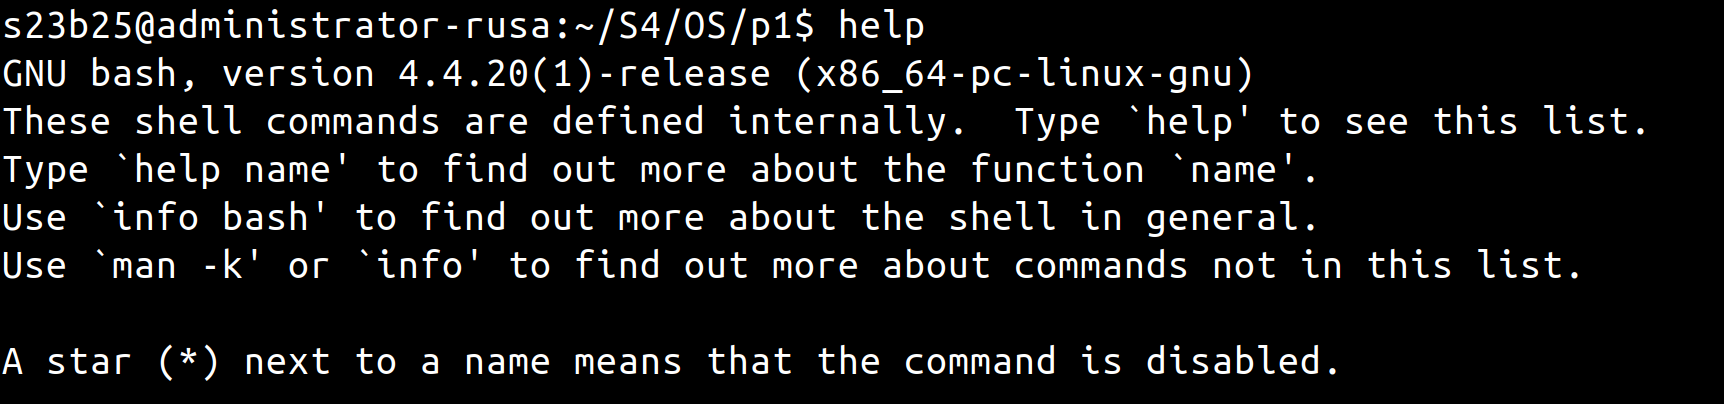 s23b25@administrator-rusa:~/S4/OS/p1$ help
GNU bash, version 4.4.20(1)-release (x86_64-pc-linux-gnu)
These shell commands are defined internally.  Type `help' to see this list.
Type `help name' to find out more about the function `name'.
Use `info bash' to find out more about the shell in general.
Use `man -k' or `info' to find out more about commands not in this list.

A star (*) next to a name means that the command is disabled.